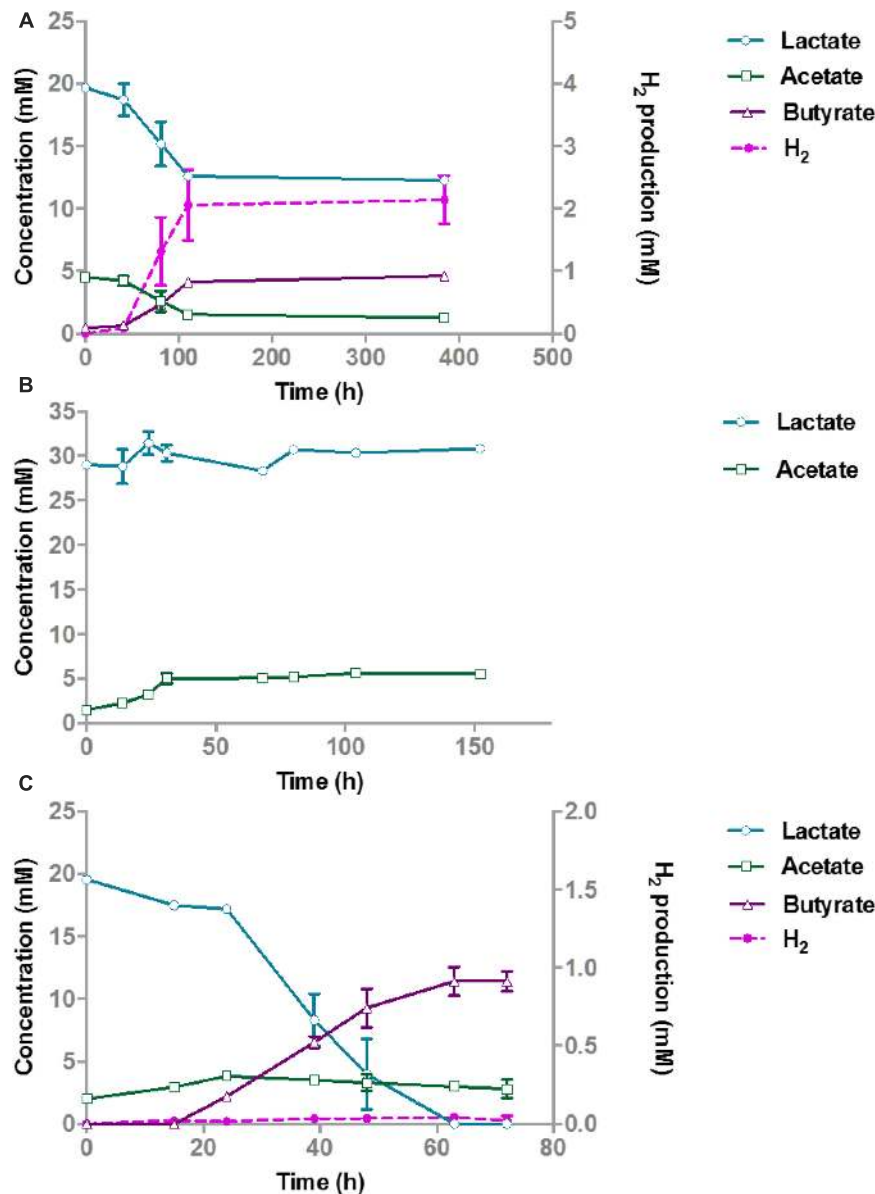 A
Concentration (mM)
25
20
15
10
5
0
0
100
200
300
400
500
Time (h)
5
4
3
2
1
0
H2 production (mM)
Lactate
Acetate
Butyrate
H2
B
Concentration (mM)
35
30
25
20
15
10
5
0
0
50
100
150
Time (h)
Lactate
Acetate
C
Concentration (mM)
25
20
15
10
5
0
0
20
40
60
80
Time (h)
2.0
1.5
1.0
0.5
0.0
H2 production (mM)
Lactate
Acetate
Butyrate
H2